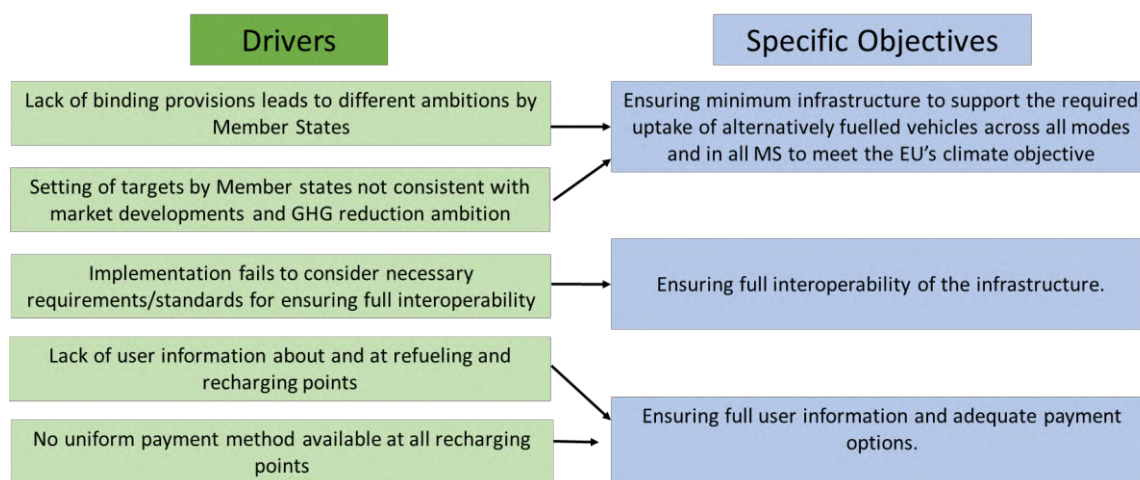 Drivers
Specific Objectives
Lack of binding provisions leads to different ambitions by
Member States
Ensuring minimum infrastructure to support the required
uptake of alternatively fuelled vehicles across all modes
and in all MS to meet the EU's climate objective
Setting of targets by Member states not consistent with
market developments and GHG reduction ambition
Implementation fails to consider necessary
requirements/standards for ensuring full interoperability
Ensuring full interoperability of the infrastructure.
Lack of user information about and at refueling and
recharging points
Ensuring full user information and adequate payment
options.
No uniform payment method available at all recharging
points